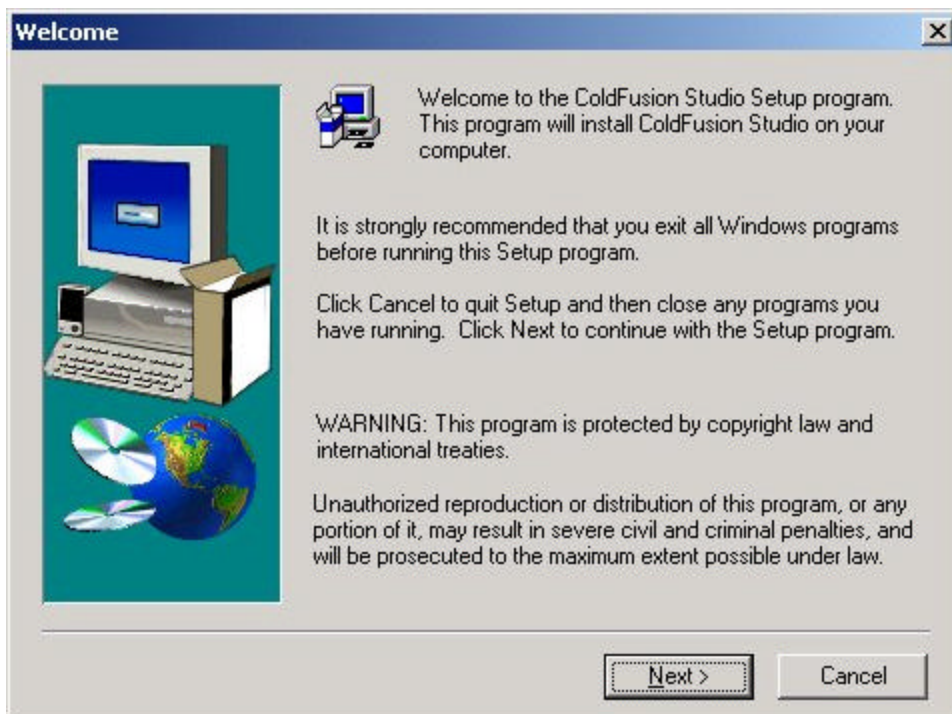 Welcome
Welcome to the ColdFusion Studio Setup program.
This program will install ColdFusion Studio on your
computer.
It is strongly recommended that you exit all Windows programs
before running this Setup program.
Click Cancel to quit Setup and then close any programs you
have running.  Click Next to continue with the Setup program.
WARNING: This program is protected by copyright law and
international treaties.
Unauthorized reproduction or distribution of this program, or any
portion of it, may result in severe civil and criminal penalties, and
will be prosecuted to the maximum extent possible under law.
Next >
Cancel